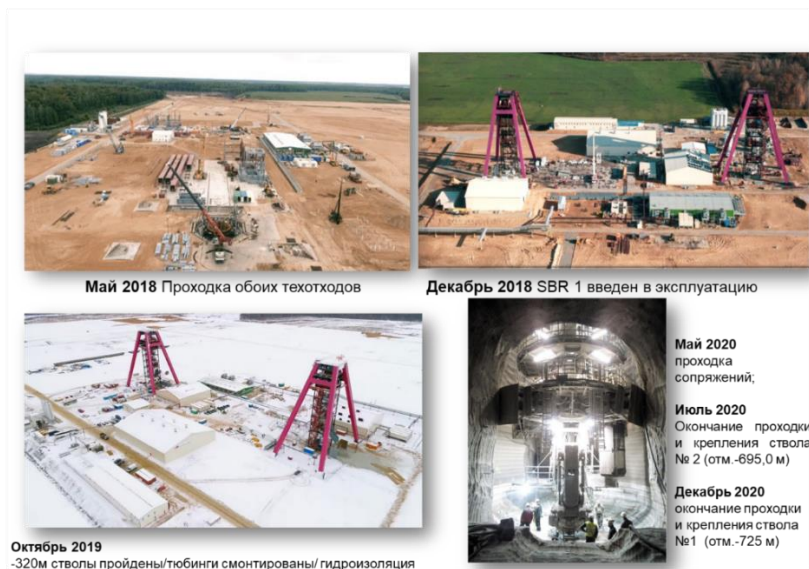 Май 2018 Проходка обоих техотходов
Декабрь 2018 SBR 1 введен в эксплуатацию
Май 2020
проходка
сопряжений;
Июль 2020
Окончание проходки
и крепления ствола
№ 2 (отм.-695,0 м)
Декабрь 2020
окончание проходки
и крепления ствола
№1 (отм.-725 м)
Октябрь 2019
-320м стволы пройдены/тюбинги смонтированы/ гидроизоляция